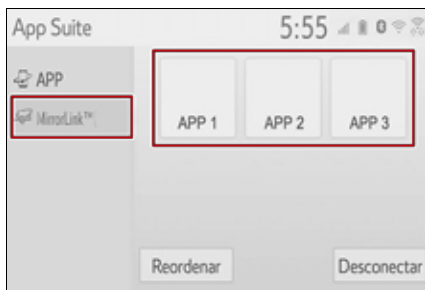 App Suite 5:55
APP
MirrorLink™
APP 1 APP 2 APP 3
Reordenar Desconectar